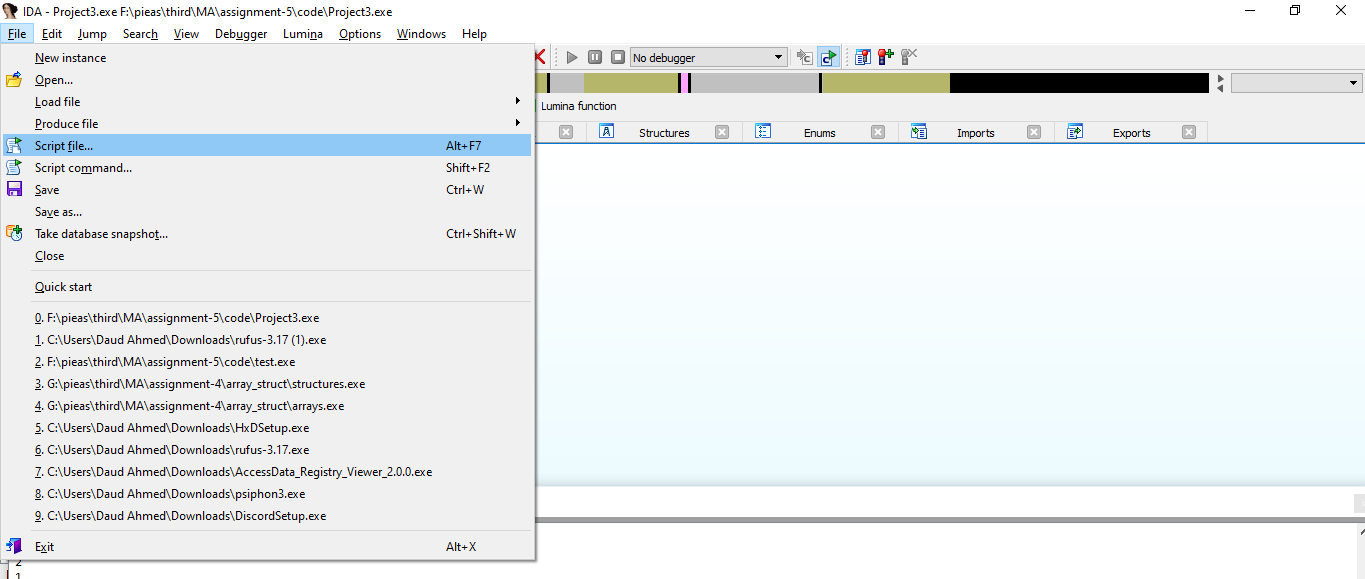 IDA - Project3.exe F:\pieas\third\MA\assignment-5\code\Project3.exe
File Edit Jump Search View Debugger Lumina Options Windows Help
New instance
No debugger
Open...
Load file
Lumina function
Produce file
Structures Enums Imports Exports
Script file... Alt+F7
Script command... Shift+F2
Save Ctrl+W
Save as...
Take database snapshot... Ctrl+Shift+W
Close
Quick start
0. F:\pieas\third\MA\assignment-5\code\Project3.exe
1. C:\Users\Daud Ahmed\Downloads\rufus-3.17 (1).exe
2. F:\pieas\third\MA\assignment-5\code\test.exe
3. G:\pieas\third\MA\assignment-4\array_struct\structures.exe
4. G:\pieas\third\MA\assignment-4\array_struct\arrays.exe
5. C:\Users\Daud Ahmed\Downloads\HxDSetup.exe
6. C:\Users\Daud Ahmed\Downloads\rufus-3.17.exe
7. C:\Users\Daud Ahmed\Downloads\AccessData_Registry_Viewer_2.0.0.exe
8. C:\Users\Daud Ahmed\Downloads\psiphon3.exe
9. C:\Users\Daud Ahmed\Downloads\DiscordSetup.exe
Exit Alt+X
2
1